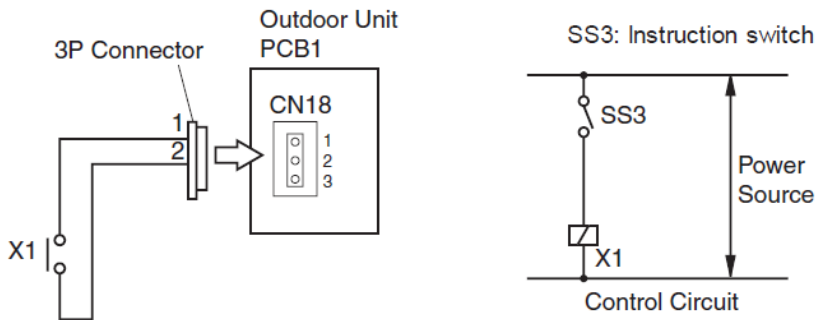 Outdoor Unit
PCB1
3P Connector
CN18
1
2
1
2
3
X1
SS3: Instruction switch
SS3
Power
Source
X1
Control Circuit